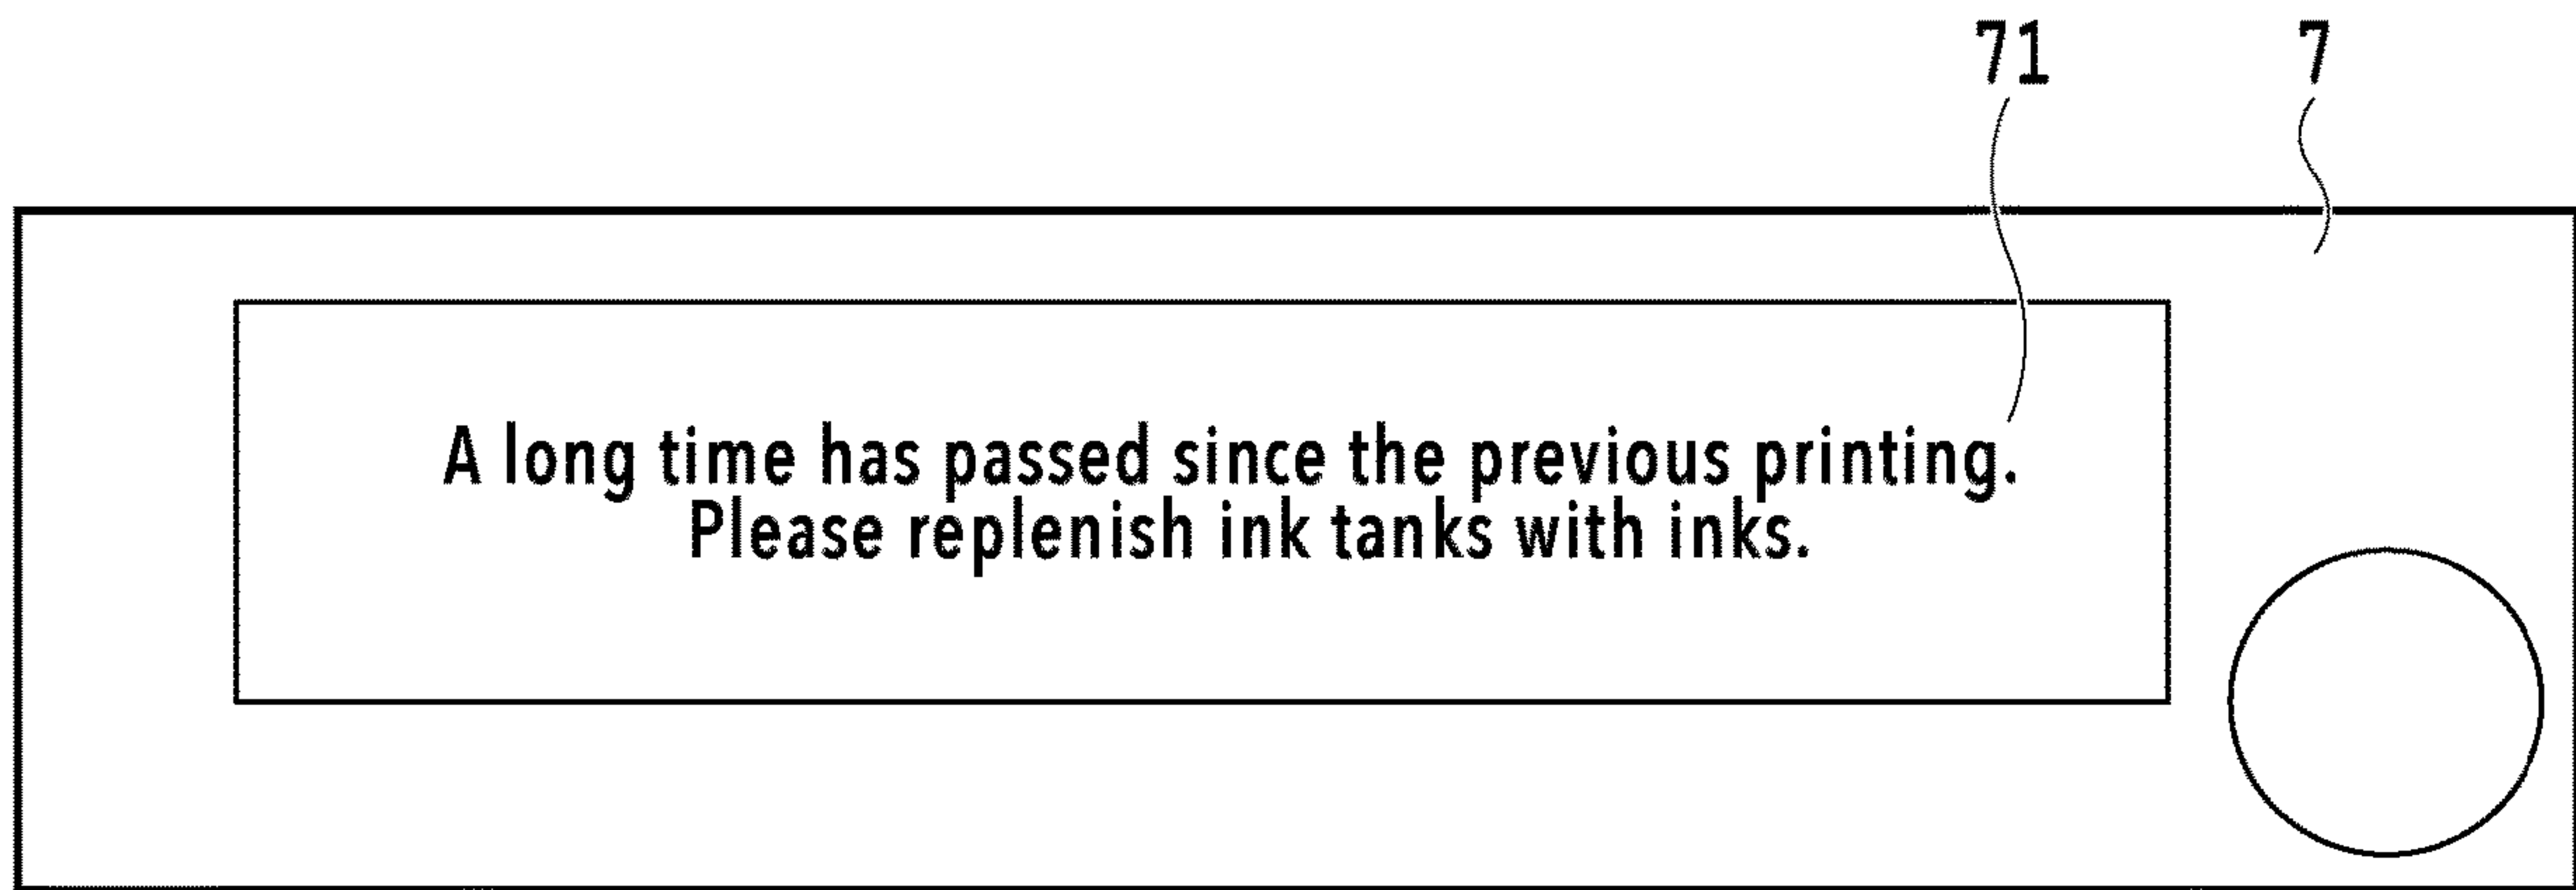 71 7
A long time has passed since the previous printing.
Please replenish ink tanks with inks.